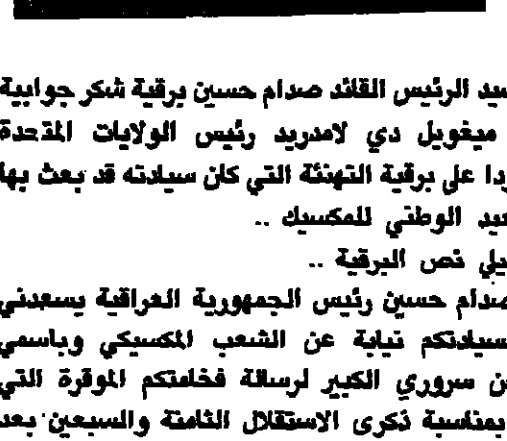 سيد الرئيس القائد صدام حسين برقية شكر جوابية
ميغويل دي لامدريد رئيس الولايات المتحدة
ردا على برقية التهنئة التي كان سيادته قد بعث بها
عيد الوطني للمكسيك ..
يلي نص البرقية ..
صدام حسين رئيس الجمهورية العراقية يسعدني
سيادتكم نيابة عن الشعب المكسيكي وباسمي
ن سروري الكبير لرسالة فخامتكم الموقرة التي
بمناسبة ذكرى الاستقلال الثامنة والسبعين بعد